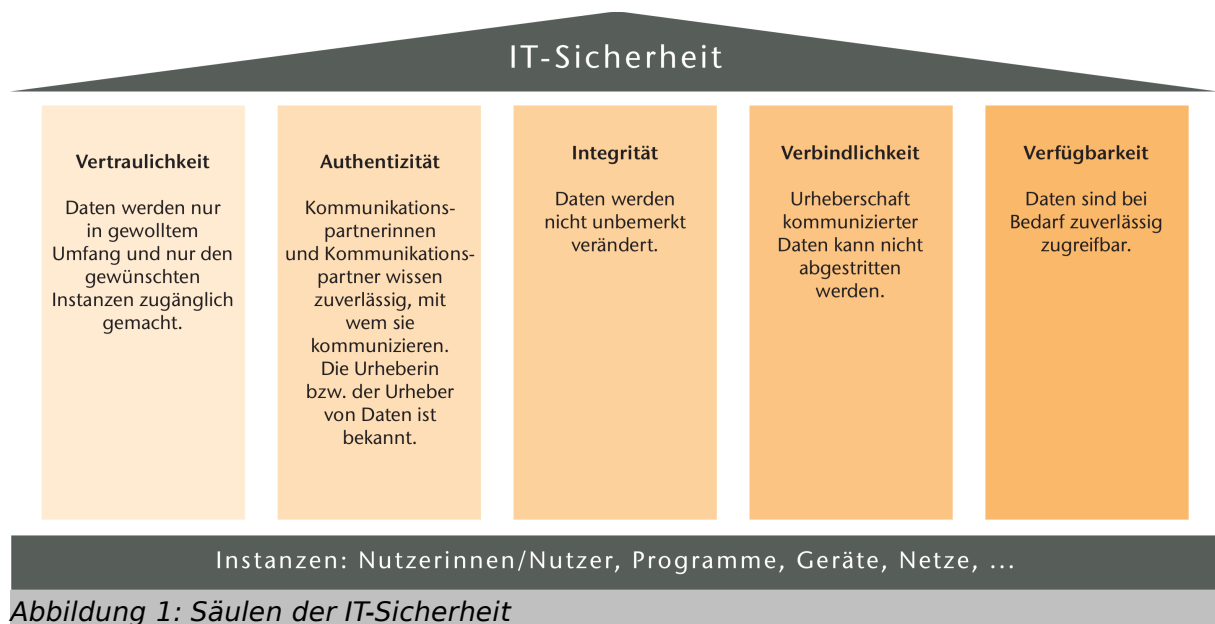 IT-Sicherheit
Vertraulichkeit
Daten werden nur
in gewolltem
Umfang und nur den
gewünschten
Instanzen zugänglich
gemacht.
Authentizität
Kommunikations-
partnerinnen
und Kommunikations-
partner wissen
zuverlässig, mit
wem sie
kommunizieren.
Die Urheberin
bzw. der Urheber
von Daten ist
bekannt.
Integrität
Daten werden
nicht unbemerkt
verändert.
Verbindlichkeit
Urheberschaft
kommunizierter
Daten kann nicht
abgestritten
werden.
Verfügbarkeit
Daten sind bei
Bedarf zuverlässig
zugreifbar.
Instanzen: Nutzerinnen/Nutzer, Programme, Geräte, Netze, ...
Abbildung 1: Säulen der IT-Sicherheit